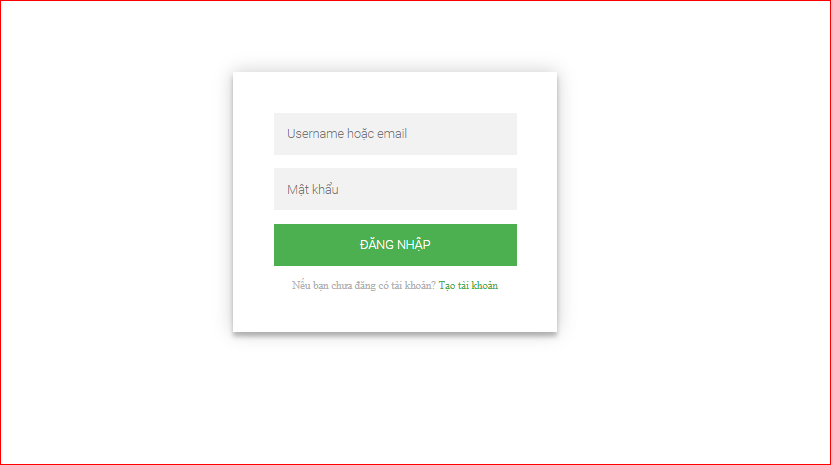 Username hoặc email
Mật khẩu
ĐĂNG NHẬP
Nếu bạn chưa đăng có tài khoản? Tạo tài khoản